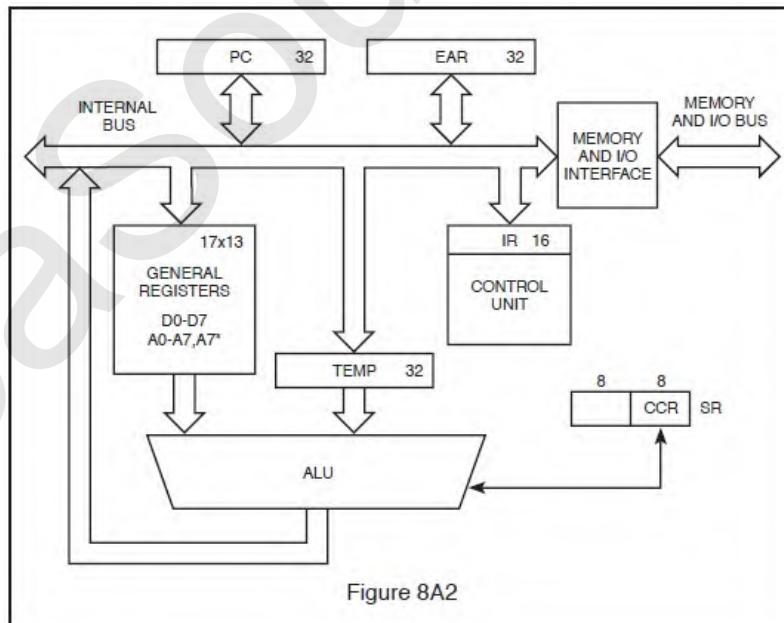 PC 32
EAR 32
INTERNAL
BUS
MEMORY
AND I/O
INTERFACE
MEMORY
AND I/O BUS
17x13
GENERAL
REGISTERS
D0-D7
A0-A7,A7*
IR 16
CONTROL
UNIT
TEMP 32
8 8
CCR SR
ALU
Figure 8A2